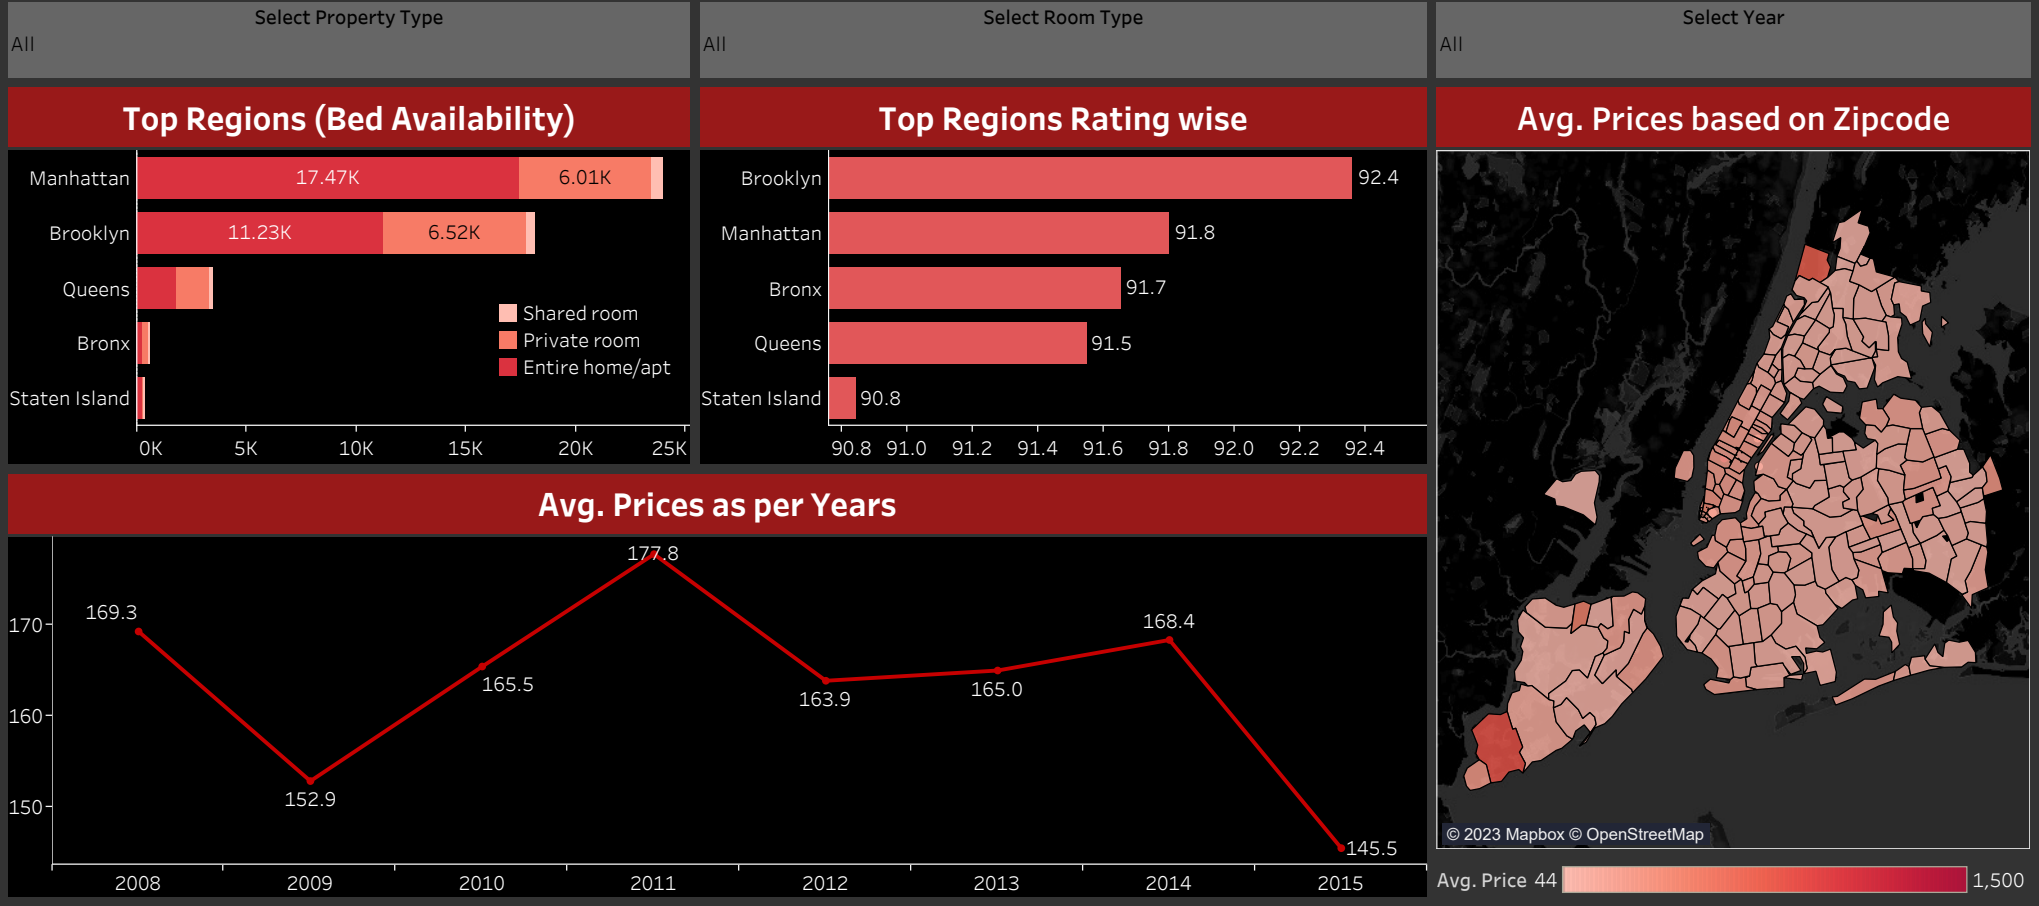 Select Property Type
All
Select Room Type
All
Select Year
All
Top Regions (Bed Availability)
Manhattan 17.47K 6.01K
Brooklyn 11.23K 6.52K
Queens
Bronx
Staten Island
Shared room
Private room
Entire home/apt
0K 5K 10K 15K 20K 25K
Top Regions Rating wise
Brooklyn 92.4
Manhattan 91.8
Bronx 91.7
Queens 91.5
Staten Island 90.8
90.8 91.0 91.2 91.4 91.6 91.8 92.0 92.2 92.4
Avg. Prices based on Zipcode
© 2023 Mapbox © OpenStreetMap
Avg. Price 44 1,500
Avg. Prices as per Years
177.8
169.3
168.4
170
165.5
165.0
163.9
160
152.9
150
145.5
2008 2009 2010 2011 2012 2013 2014 2015